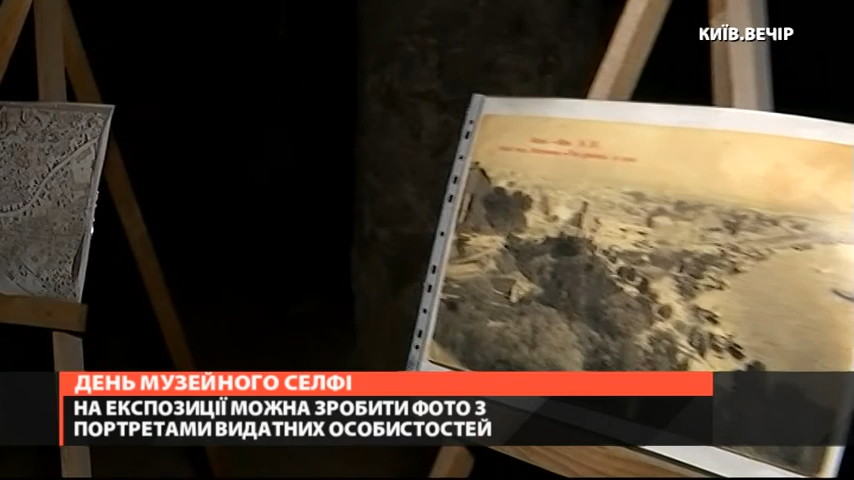 КИЇВ.ВЕЧІР
ДЕНЬ МУЗЕЙНОГО СЕЛФІ
НА ЕКСПОЗИЦІЇ МОЖНА ЗРОБИТИ ФОТО З
ПОРТРЕТАМИ ВИДАТНИХ ОСОБИСТОСТЕЙ